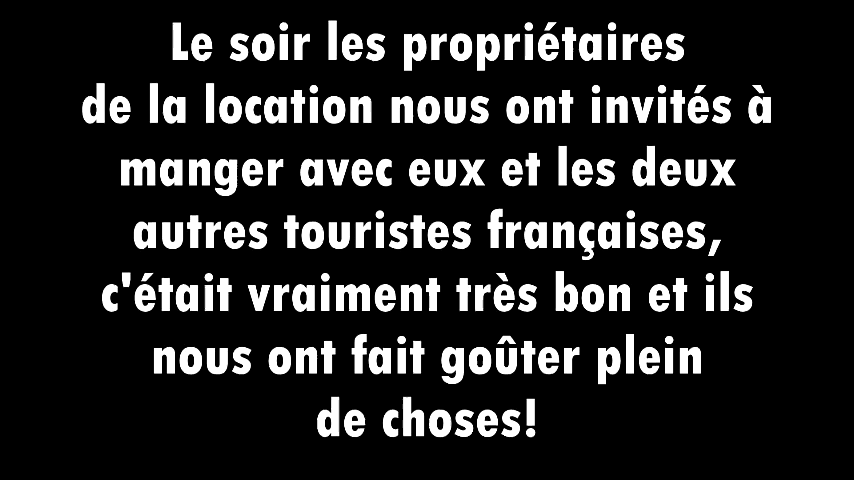 Le soir les propriétaires
de la location nous ont invités à
manger avec eux et les deux
autres touristes françaises,
c'était vraiment très bon et ils
nous ont fait goûter plein
de choses!